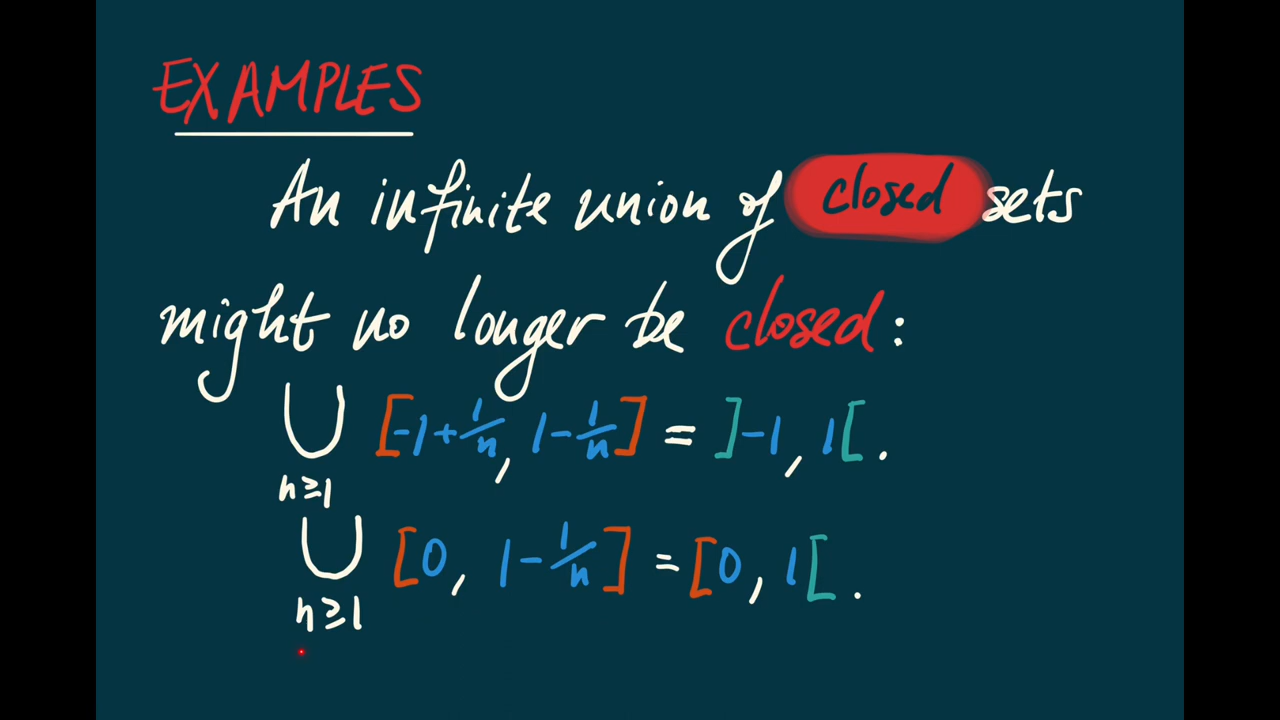 EXAMPLES
An infinite union of closed sets
might no longer be closed:
⋃ [-1+1/n, 1-1/n] = ]-1, 1[.
n≥1
⋃ [0, 1-1/n] = [0, 1[.
n≥1